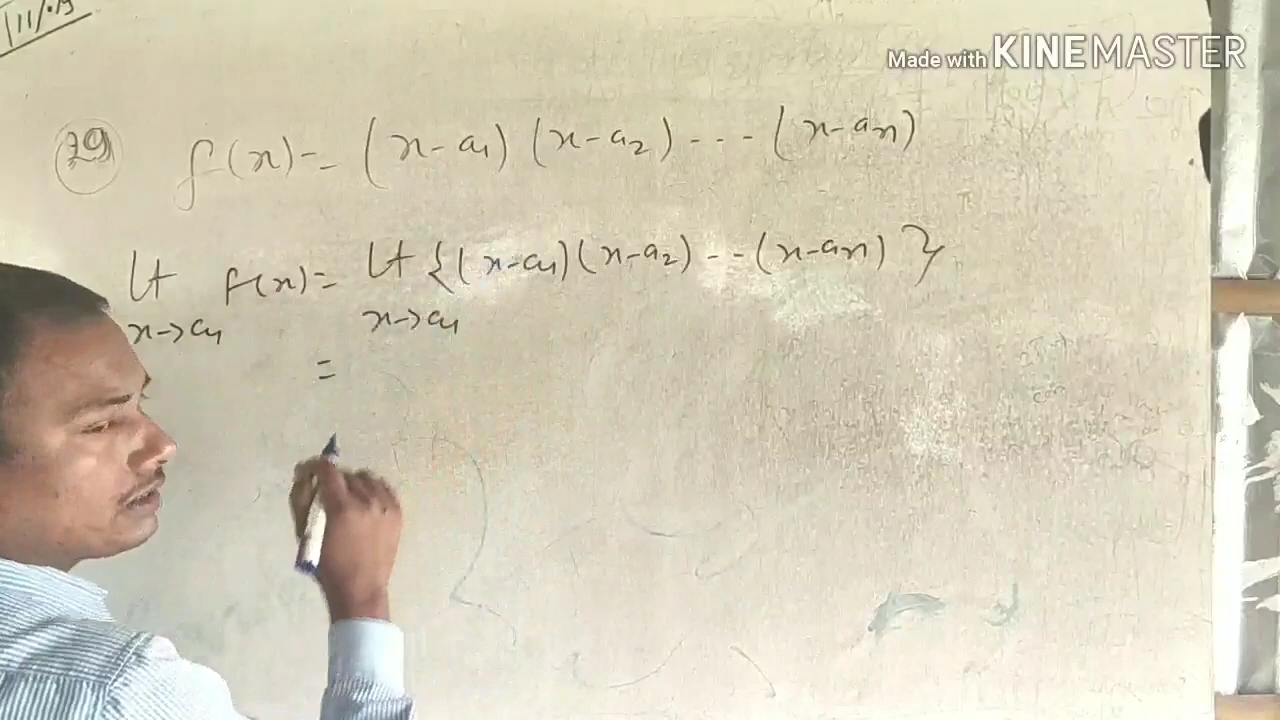 Made with KINEMASTER
29 f(x) = (x-a₁) (x-a₂) ---- (x-aₙ)
lt f(x) = lt {(x-a₁)(x-a₂) --- (x-aₙ)}
x→a₁ x→a₁
=